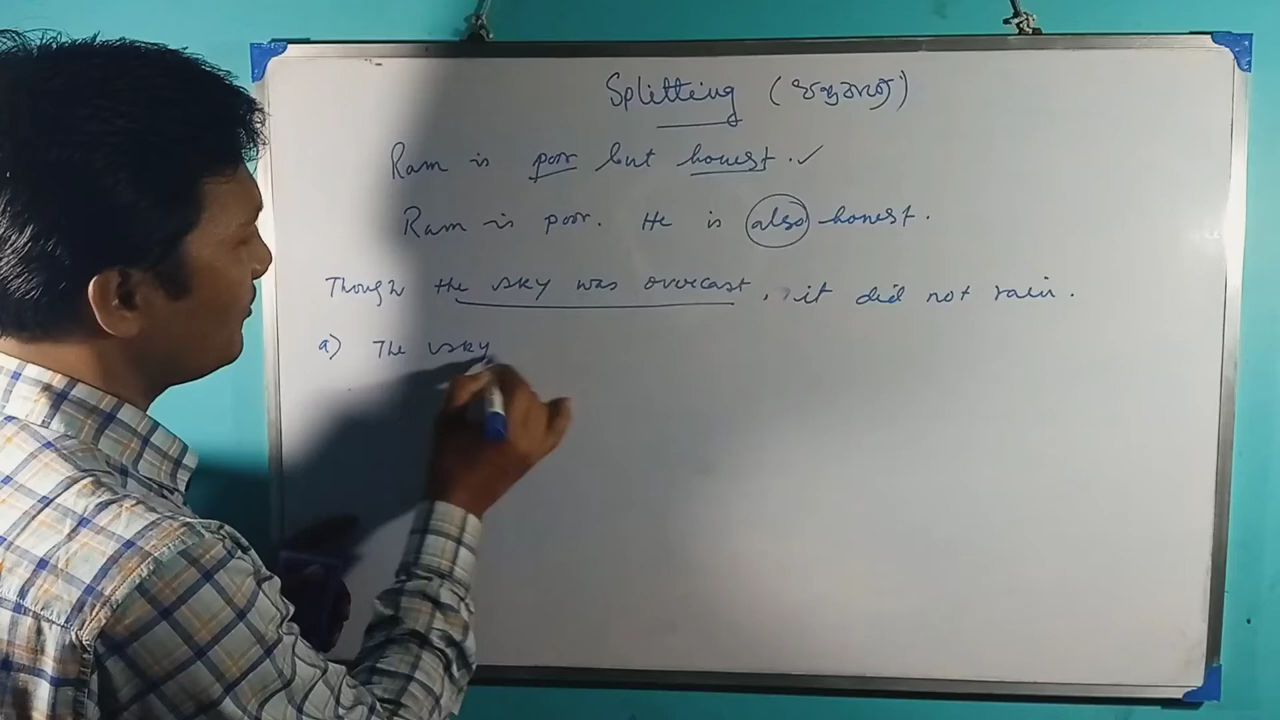 Splitting
Ram is poor but honest. ✓
Ram is poor. He is also honest.
Though the sky was overcast, it did not rain.
a) The sky